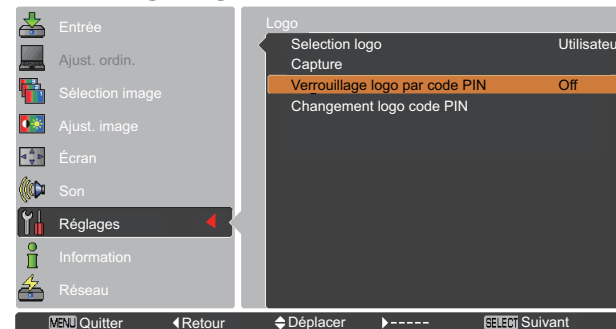 Entrée
Ajust. ordin.
Sélection image
Ajust. image
Écran
Son
Réglages
Information
Réseau
Logo
Selection logo Utilisateu
Capture
Verrouillage logo par code PIN Off
Changement logo code PIN
MENU Quitter Retour Déplacer ----- SELECT Suivant